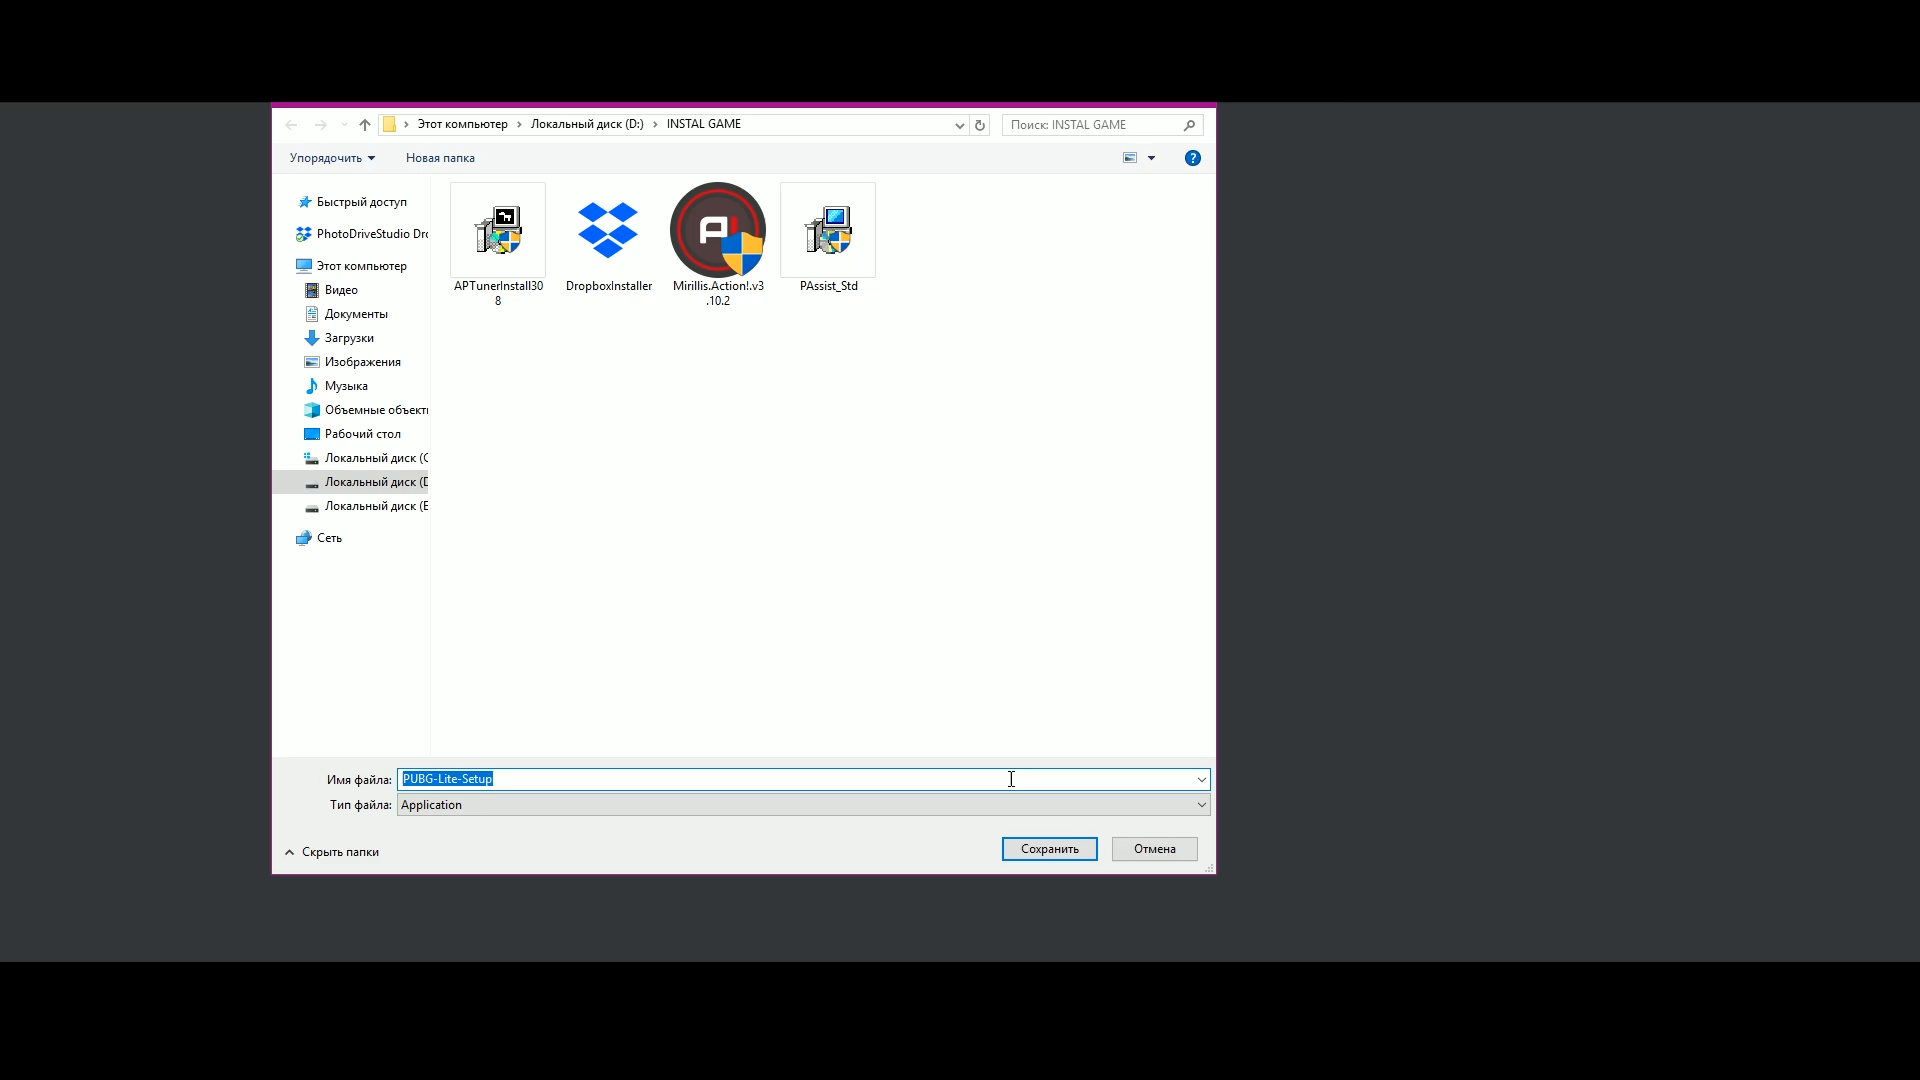 Этот компьютер › Локальный диск (D:) › INSTAL GAME
Поиск: INSTAL GAME
Упорядочить
Новая папка
?
Быстрый доступ
PhotoDriveStudio Dro
Этот компьютер
Видео
Документы
Загрузки
Изображения
Музыка
Объемные объект
Рабочий стол
Локальный диск (C
Локальный диск (D
Локальный диск (E
Сеть
APTunerInstall30
8
DropboxInstaller
Mirillis.Action!.v3
.10.2
PAssist_Std
Имя файла: PUBG-Lite-Setup
Тип файла: Application
Скрыть папки
Сохранить
Отмена